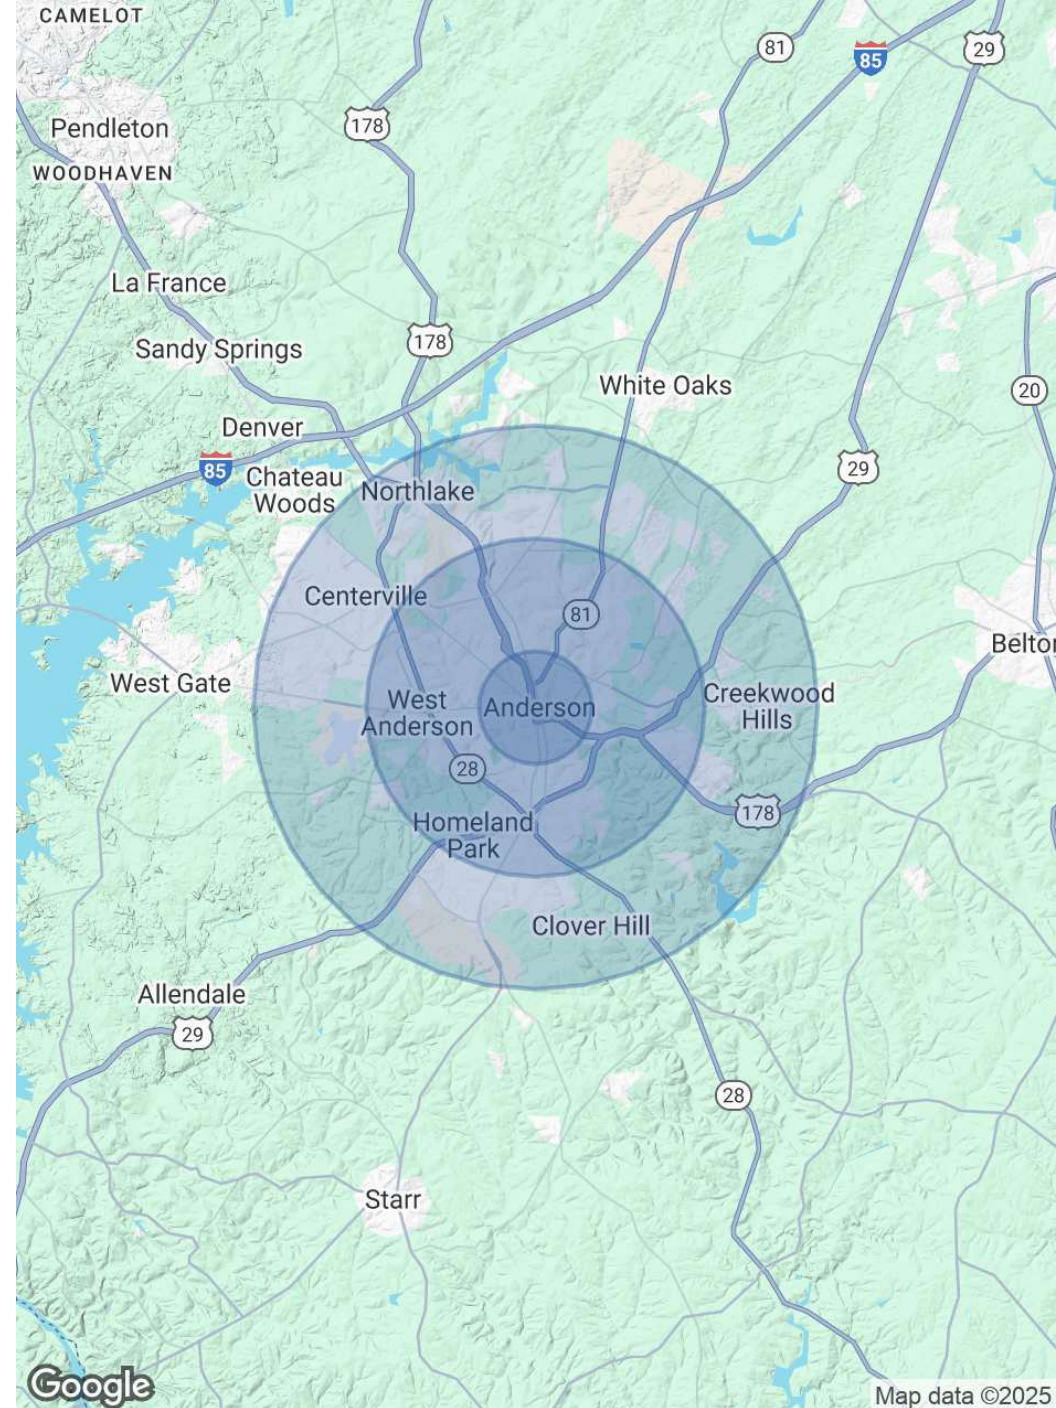 CAMELOT
81
85
29
Pendleton
178
WOODHAVEN
La France
178
Sandy Springs
White Oaks
20
Denver
85
Chateau
Woods
Northlake
29
Centerville
81
Belton
West Gate
West
Anderson
Anderson
Creekwood
Hills
28
178
Homeland
Park
Clover Hill
Allendale
29
28
Starr
Google
Map data ©2025